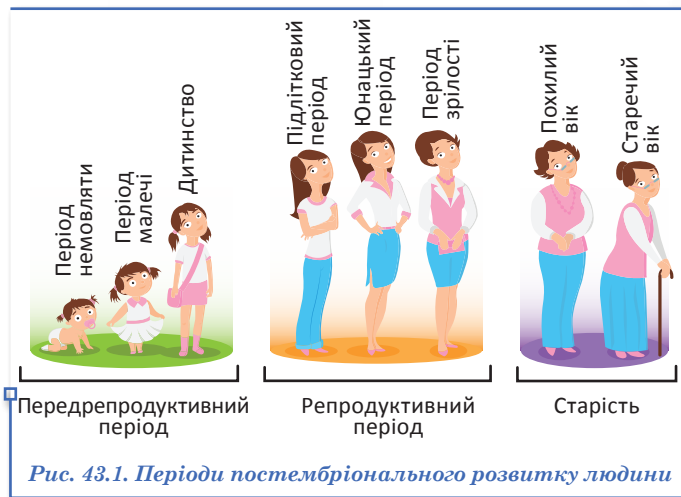 Період
немовляти
Період
малечі
Дитинство
Підлітковий
період
Юнацький
період
Період
зрілості
Похилий
вік
Старечий
вік
Передрепродуктивний
період
Репродуктивний
період
Старість
Рис. 43.1. Періоди постембріонального розвитку людини